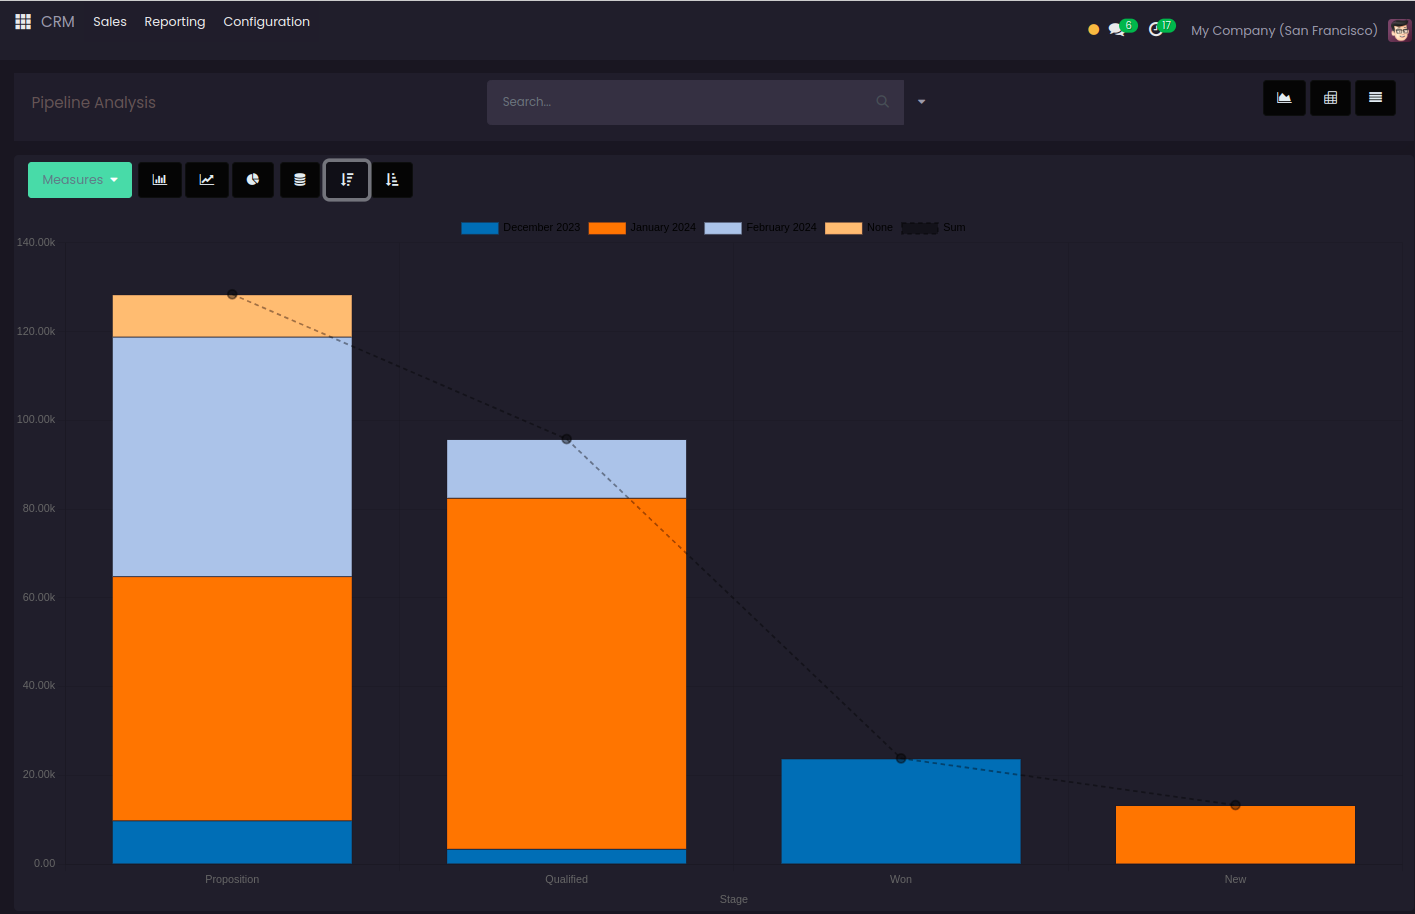 CRM Sales Reporting Configuration
6 17 My Company (San Francisco)
Pipeline Analysis
Search...
Measures
December 2023 January 2024 February 2024 None Sum
140.00k
120.00k
100.00k
80.00k
60.00k
40.00k
20.00k
0.00
Proposition Qualified Won New
Stage